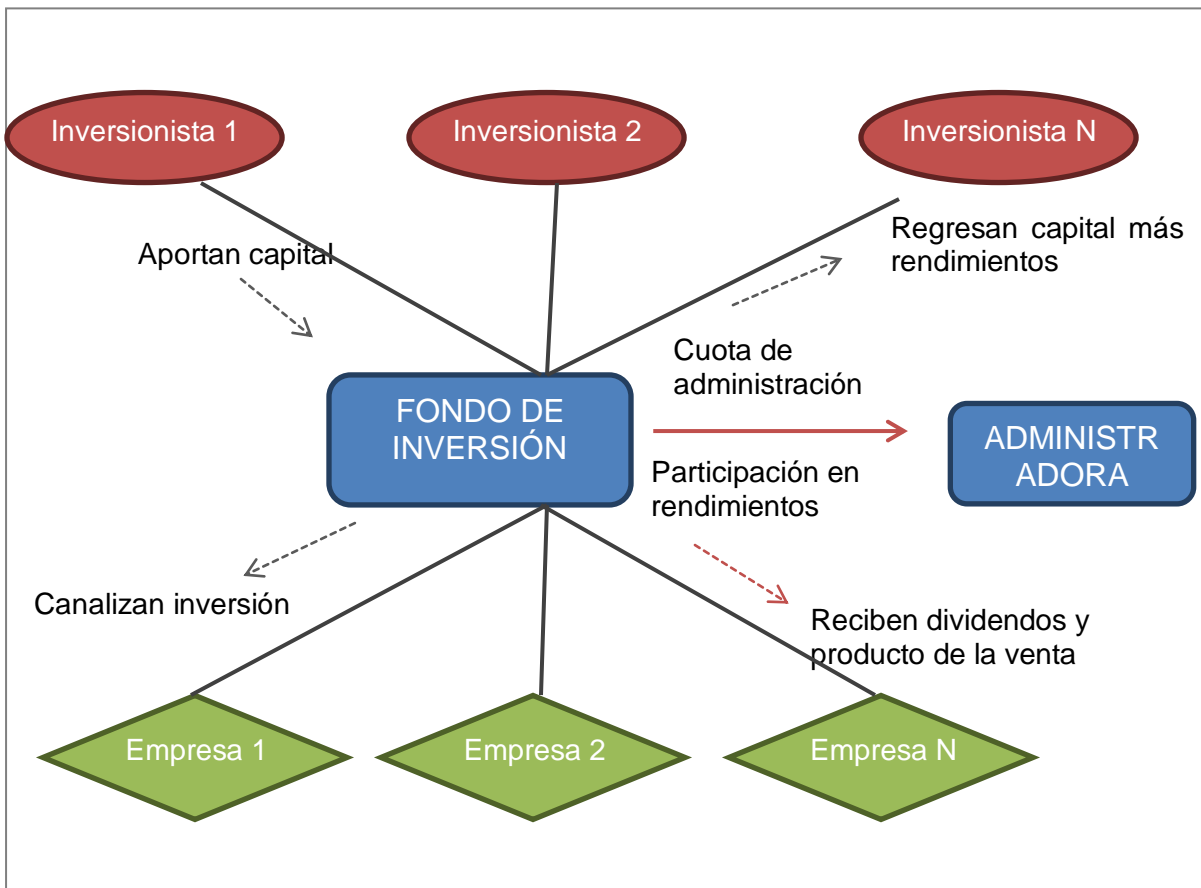 Inversionista 1
Inversionista 2
Inversionista N
Aportan capital
Regresan capital más
rendimientos
Cuota de
administración
FONDO DE
INVERSIÓN
ADMINISTR
ADORA
Participación en
rendimientos
Canalizan inversión
Reciben dividendos y
producto de la venta
Empresa 1
Empresa 2
Empresa N